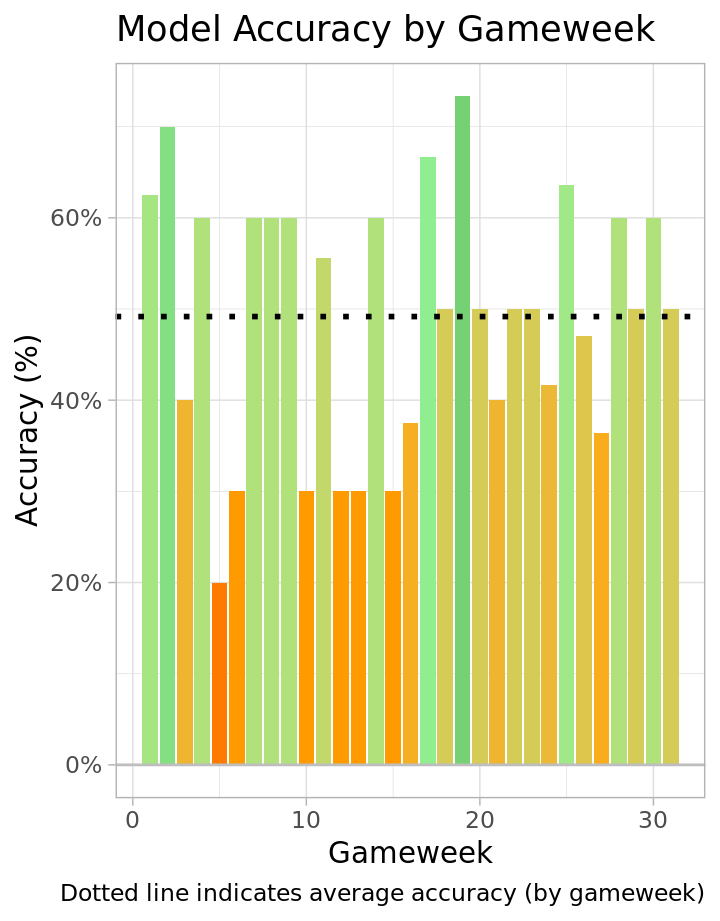 Model Accuracy by Gameweek
Accuracy (%)
60%
40%
20%
0%
0 10 20 30
Gameweek
Dotted line indicates average accuracy (by gameweek)